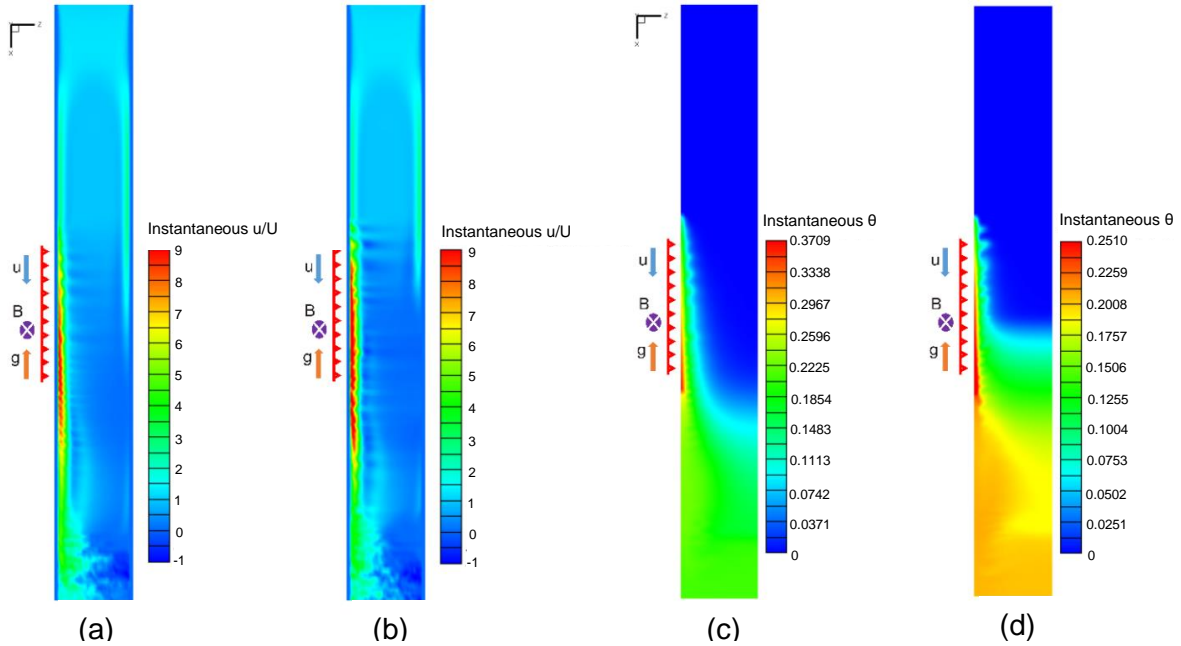 z
x
Instantaneous u/U
9
8
7
6
5
4
3
2
1
0
-1
u
B
g
(a)
Instantaneous u/U
9
8
7
6
5
4
3
2
1
0
-1
u
B
g
(b)
z
x
Instantaneous θ
0.3709
0.3338
0.2967
0.2596
0.2225
0.1854
0.1483
0.1113
0.0742
0.0371
0
u
B
g
(c)
Instantaneous θ
0.2510
0.2259
0.2008
0.1757
0.1506
0.1255
0.1004
0.0753
0.0502
0.0251
0
u
B
g
(d)